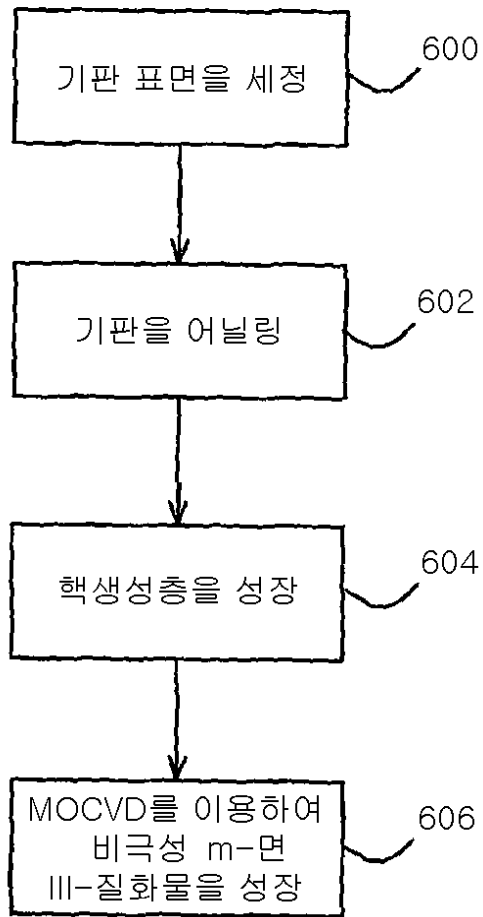 기판 표면을 세정
600
기판을 어닐링
602
핵생성층을 성장
604
MOCVD를 이용하여
비극성 m-면
III-질화물을 성장
606